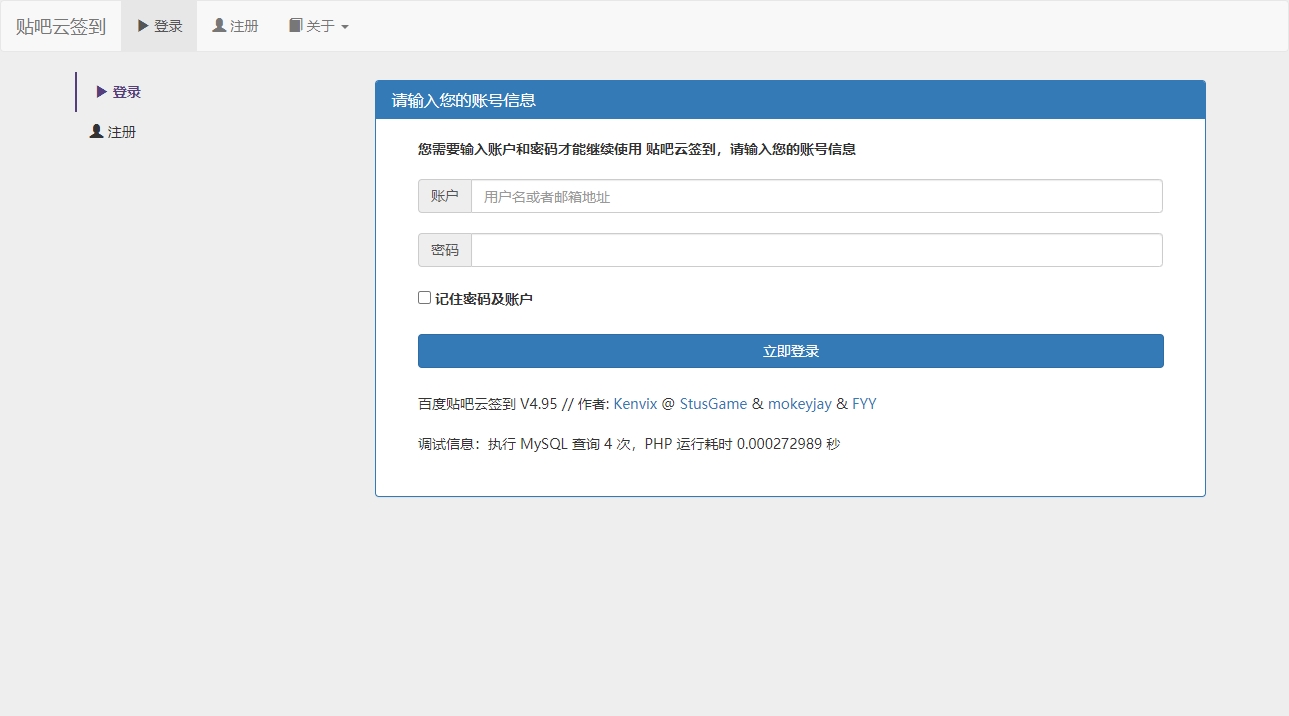 贴吧云签到 登录 注册 关于
登录
注册
请输入您的账号信息
您需要输入账户和密码才能继续使用 贴吧云签到，请输入您的账号信息
账户 用户名或者邮箱地址
密码
记住密码及账户
立即登录
百度贴吧云签到 V4.95 // 作者: Kenvix @ StusGame & mokeyjay & FYY
调试信息：执行 MySQL 查询 4 次，PHP 运行耗时 0.000272989 秒